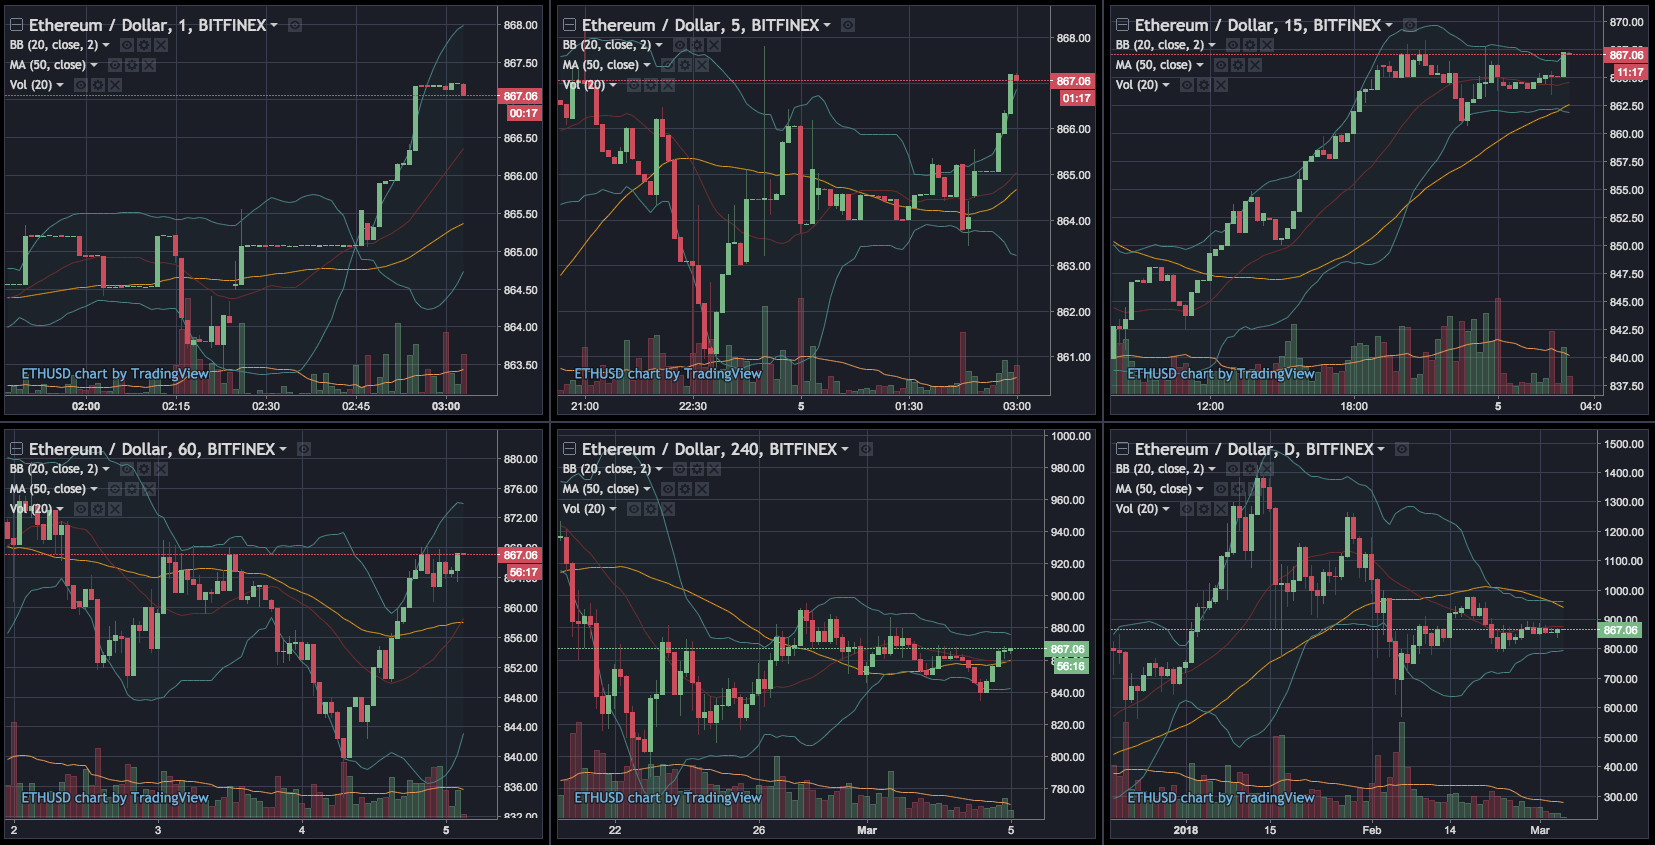 Ethereum / Dollar, 1, BITFINEX
BB (20, close, 2)
MA (50, close)
Vol (20)
868.00
867.50
867.06
00:17
866.50
866.00
865.50
865.00
864.50
864.00
863.50
ETHUSD chart by TradingView
02:00
02:15
02:30
02:45
03:00
Ethereum / Dollar, 5, BITFINEX
BB (20, close, 2)
MA (50, close)
Vol (20)
868.00
867.06
01:17
866.00
865.00
864.00
863.00
862.00
861.00
ETHUSD chart by TradingView
21:00
22:30
5
01:30
03:00
Ethereum / Dollar, 15, BITFINEX
BB (20, close, 2)
MA (50, close)
Vol (20)
870.00
867.06
11:17
862.50
860.00
857.50
855.00
852.50
850.00
847.50
845.00
842.50
840.00
837.50
ETHUSD chart by TradingView
12:00
18:00
5
04:0
Ethereum / Dollar, 60, BITFINEX
BB (20, close, 2)
MA (50, close)
Vol (20)
880.00
876.00
872.00
867.06
56:17
860.00
856.00
852.00
848.00
844.00
840.00
836.00
832.00
ETHUSD chart by TradingView
2
3
4
5
Ethereum / Dollar, 240, BITFINEX
BB (20, close, 2)
MA (50, close)
Vol (20)
1000.00
980.00
960.00
940.00
920.00
900.00
880.00
867.06
56:16
840.00
820.00
800.00
780.00
ETHUSD chart by TradingView
22
26
Mar
5
Ethereum / Dollar, D, BITFINEX
BB (20, close, 2)
MA (50, close)
Vol (20)
1500.00
1400.00
1300.00
1200.00
1100.00
1000.00
900.00
867.06
800.00
700.00
600.00
500.00
400.00
300.00
ETHUSD chart by TradingView
2018
15
Feb
14
Mar